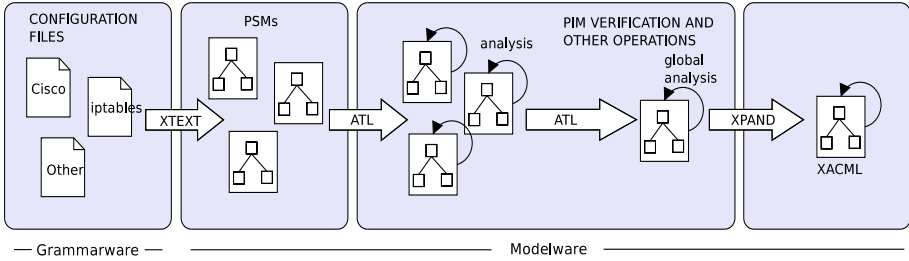 CONFIGURATION
FILES
Cisco
iptables
Other
XTEXT
PSMs
ATL
analysis
PIM VERIFICATION AND
OTHER OPERATIONS
global
analysis
ATL
XPAND
XACML
Grammarware
Modelware